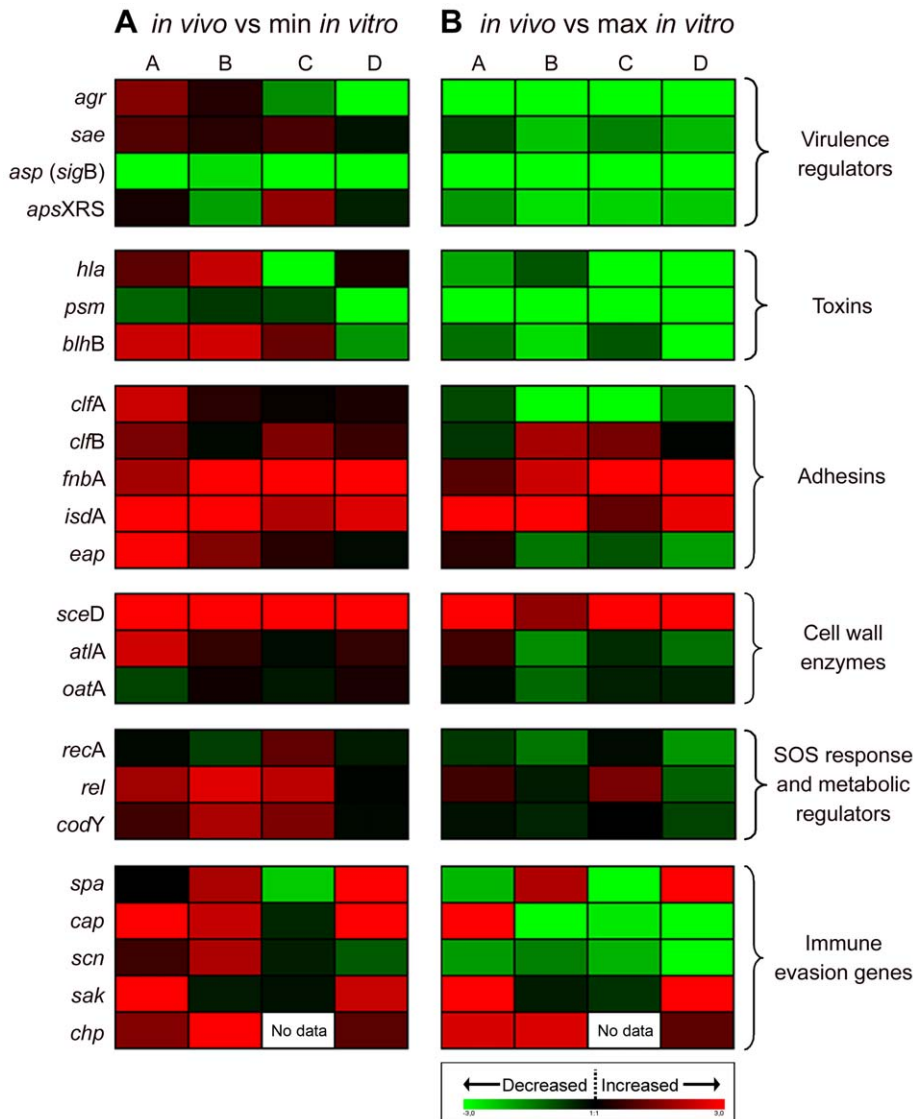 A in vivo vs min in vitro
B in vivo vs max in vitro
A B C D
A B C D
agr
sae
asp (sigB)
apsXRS
Virulence
regulators
hla
psm
blhB
Toxins
clfA
clfB
fnbA
isdA
eap
Adhesins
sceD
atlA
oatA
Cell wall
enzymes
recA
rel
codY
SOS response
and metabolic
regulators
spa
cap
scn
sak
chp
No data
No data
Immune
evasion genes
Decreased Increased
-3,0 1:1 3,0